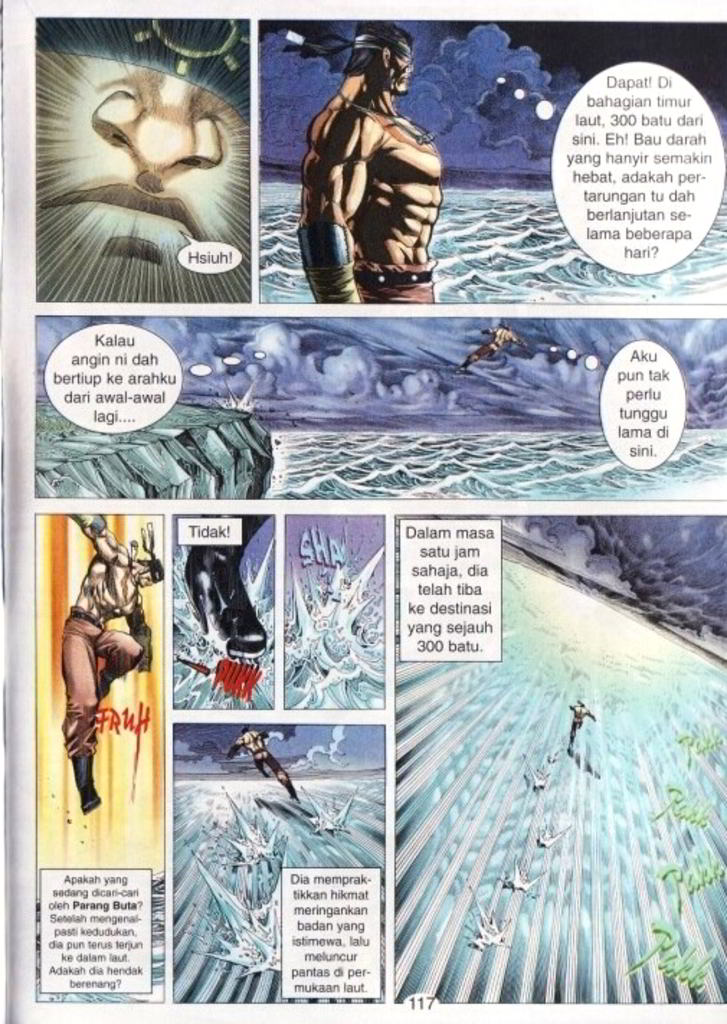 Hsiuh!
Dapat! Di
bahagian timur
laut, 300 batu dari
sini. Eh! Bau darah
yang hanyir semakin
hebat, adakah per-
tarungan tu dah
berlanjutan se-
lama beberapa
hari?
Kalau
angin ni dah
bertiup ke arahku
dari awal-awal
lagi....
Aku
pun tak
perlu
tunggu
lama di
sini.
FRUH
Apakah yang
sedang dicari-cari
oleh Parang Buta?
Setelah mengenal-
pasti kedudukan,
dia pun terus terjun
ke dalam laut.
Adakah dia hendak
berenang?
Tidak!
PUKK
SHA!
Dia memprak-
tikkan hikmat
meringankan
badan yang
istimewa, lalu
meluncur
pantas di per-
mukaan laut.
Dalam masa
satu jam
sahaja, dia
telah tiba
ke destinasi
yang sejauh
300 batu.
117